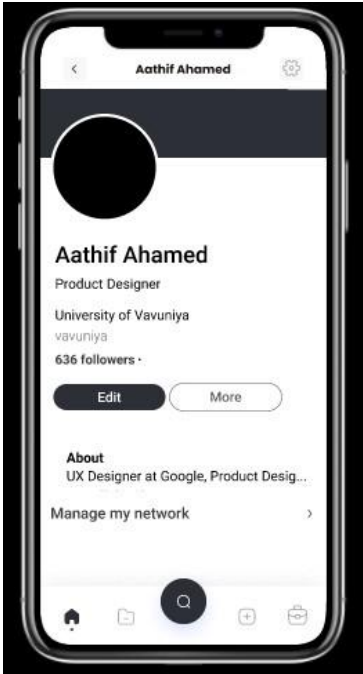 Aathif Ahamed
Aathif Ahamed
Product Designer
University of Vavuniya
vavuniya
636 followers ·
Edit
More
About
UX Designer at Google, Product Desig...
Manage my network